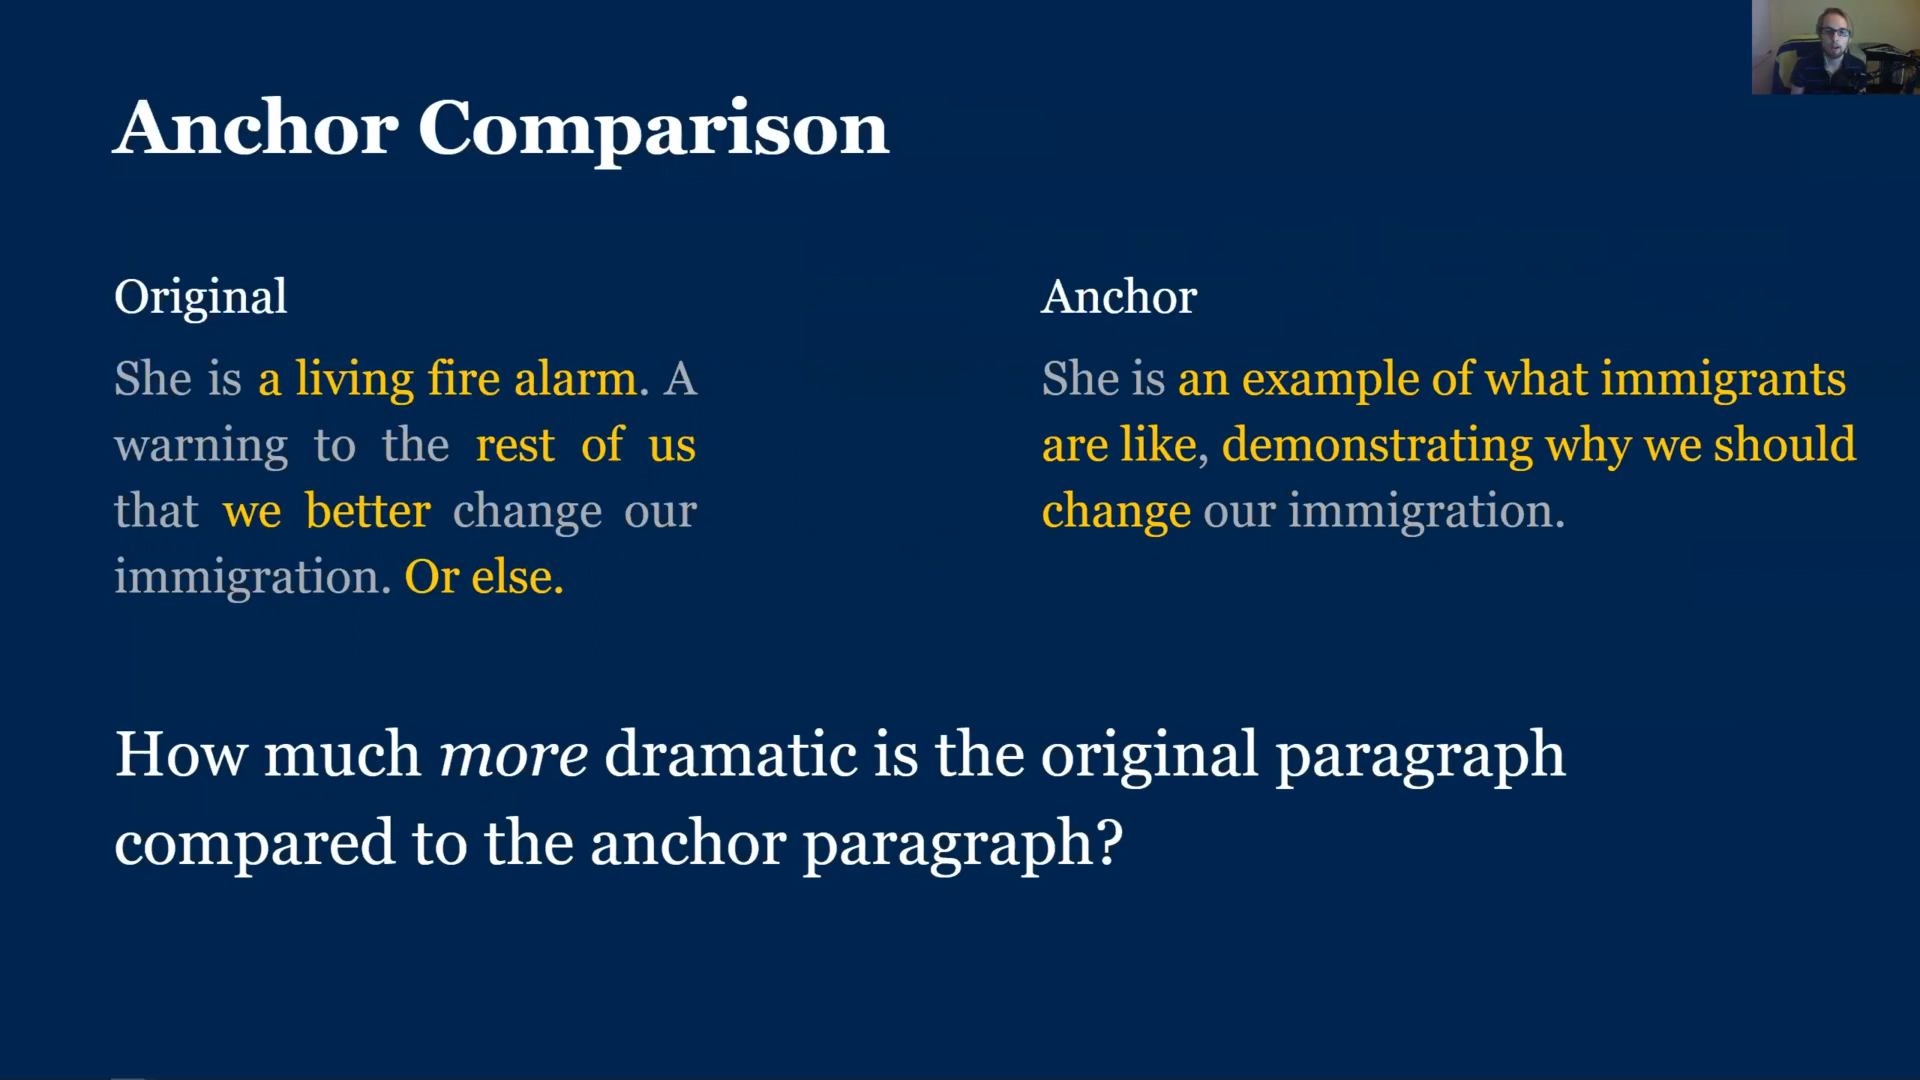 Anchor Comparison
Original
She is a living fire alarm. A
warning to the rest of us
that we better change our
immigration. Or else.
Anchor
She is an example of what immigrants
are like, demonstrating why we should
change our immigration.
How much more dramatic is the original paragraph
compared to the anchor paragraph?